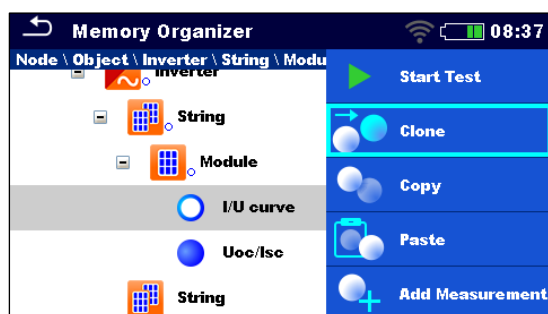 Memory Organizer
08:37
Node \ Object \ Inverter \ String \ Modu
Inverter
String
Module
I/U curve
Uoc/Isc
String
Start Test
Clone
Copy
Paste
Add Measurement